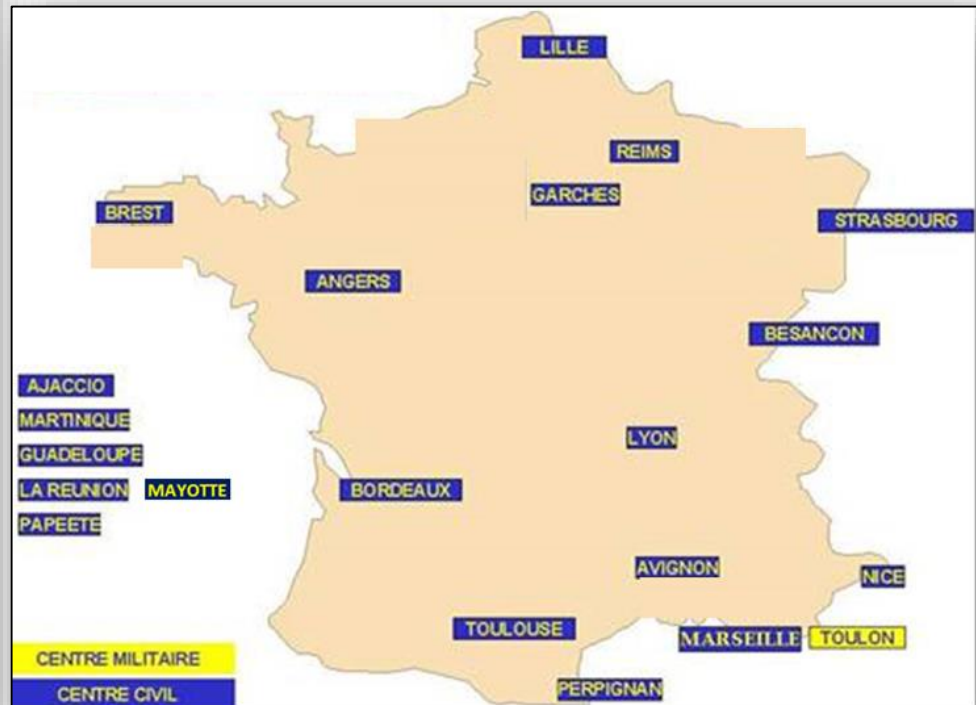 LILLE
REIMS
GARCHES
BREST
STRASBOURG
ANGERS
BESANCON
AJACCIO
MARTINIQUE
LYON
GUADELOUPE
LA REUNION MAYOTTE
BORDEAUX
PAPEETE
AVIGNON
NICE
TOULOUSE
MARSEILLE TOULON
CENTRE MILITAIRE
PERPIGNAN
CENTRE CIVIL